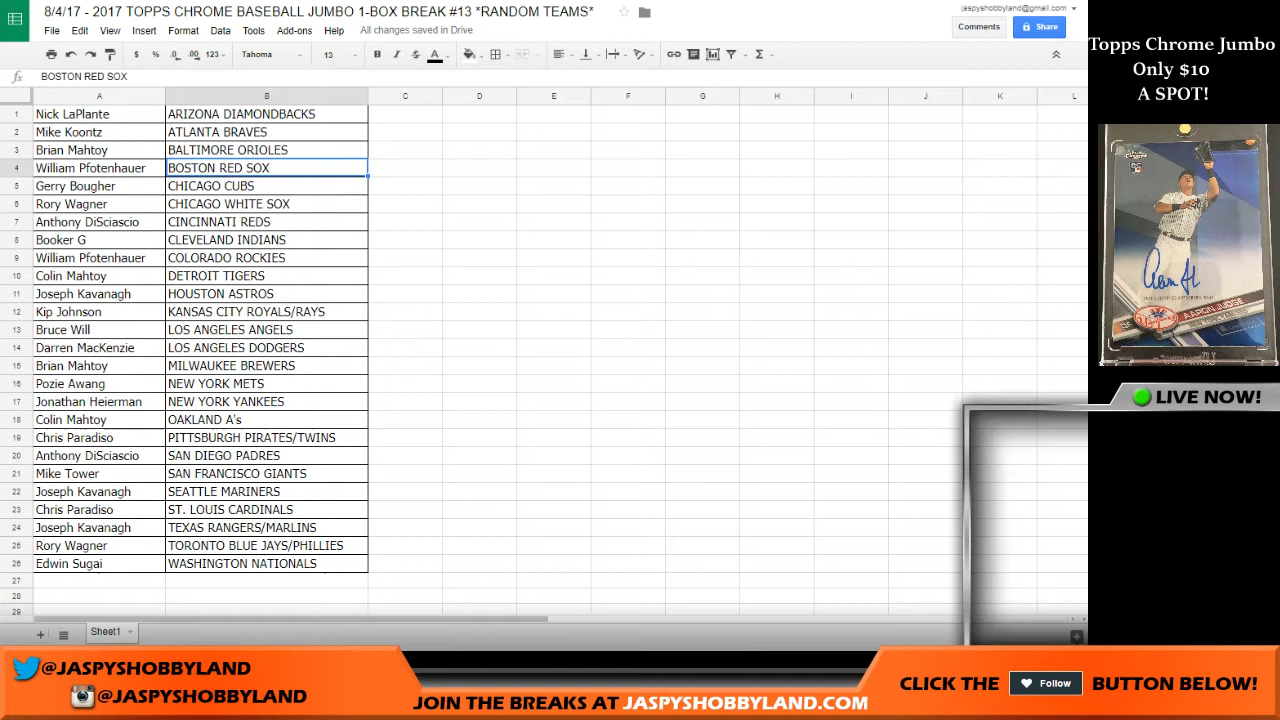 8/4/17 - 2017 TOPPS CHROME BASEBALL JUMBO 1-BOX BREAK #13 *RANDOM TEAMS*
jaspyshobbyland@gmail.com
File Edit View Insert Format Data Tools Add-ons Help All changes saved in Drive
Comments Share
$ % .0 .00 123 Tahoma 13 B I S A Σ
fx BOSTON RED SOX
A B C D E F G H I J K L
1 Nick LaPlante ARIZONA DIAMONDBACKS
2 Mike Koontz ATLANTA BRAVES
3 Brian Mahtoy BALTIMORE ORIOLES
4 William Pfotenhauer BOSTON RED SOX
5 Gerry Bougher CHICAGO CUBS
6 Rory Wagner CHICAGO WHITE SOX
7 Anthony DiSciascio CINCINNATI REDS
8 Booker G CLEVELAND INDIANS
9 William Pfotenhauer COLORADO ROCKIES
10 Colin Mahtoy DETROIT TIGERS
11 Joseph Kavanagh HOUSTON ASTROS
12 Kip Johnson KANSAS CITY ROYALS/RAYS
13 Bruce Will LOS ANGELES ANGELS
14 Darren MacKenzie LOS ANGELES DODGERS
15 Brian Mahtoy MILWAUKEE BREWERS
16 Pozie Awang NEW YORK METS
17 Jonathan Heierman NEW YORK YANKEES
18 Colin Mahtoy OAKLAND A's
19 Chris Paradiso PITTSBURGH PIRATES/TWINS
20 Anthony DiSciascio SAN DIEGO PADRES
21 Mike Tower SAN FRANCISCO GIANTS
22 Joseph Kavanagh SEATTLE MARINERS
23 Chris Paradiso ST. LOUIS CARDINALS
24 Joseph Kavanagh TEXAS RANGERS/MARLINS
25 Rory Wagner TORONTO BLUE JAYS/PHILLIES
26 Edwin Sugai WASHINGTON NATIONALS
27
28
29
Sheet1
Topps Chrome Jumbo
Only $10
A SPOT!
Chrome
AARON JUDGE
LIVE NOW!
@JASPYSHOBBYLAND
@JASPYSHOBBYLAND
JOIN THE BREAKS AT JASPYSHOBBYLAND.COM
CLICK THE Follow BUTTON BELOW!